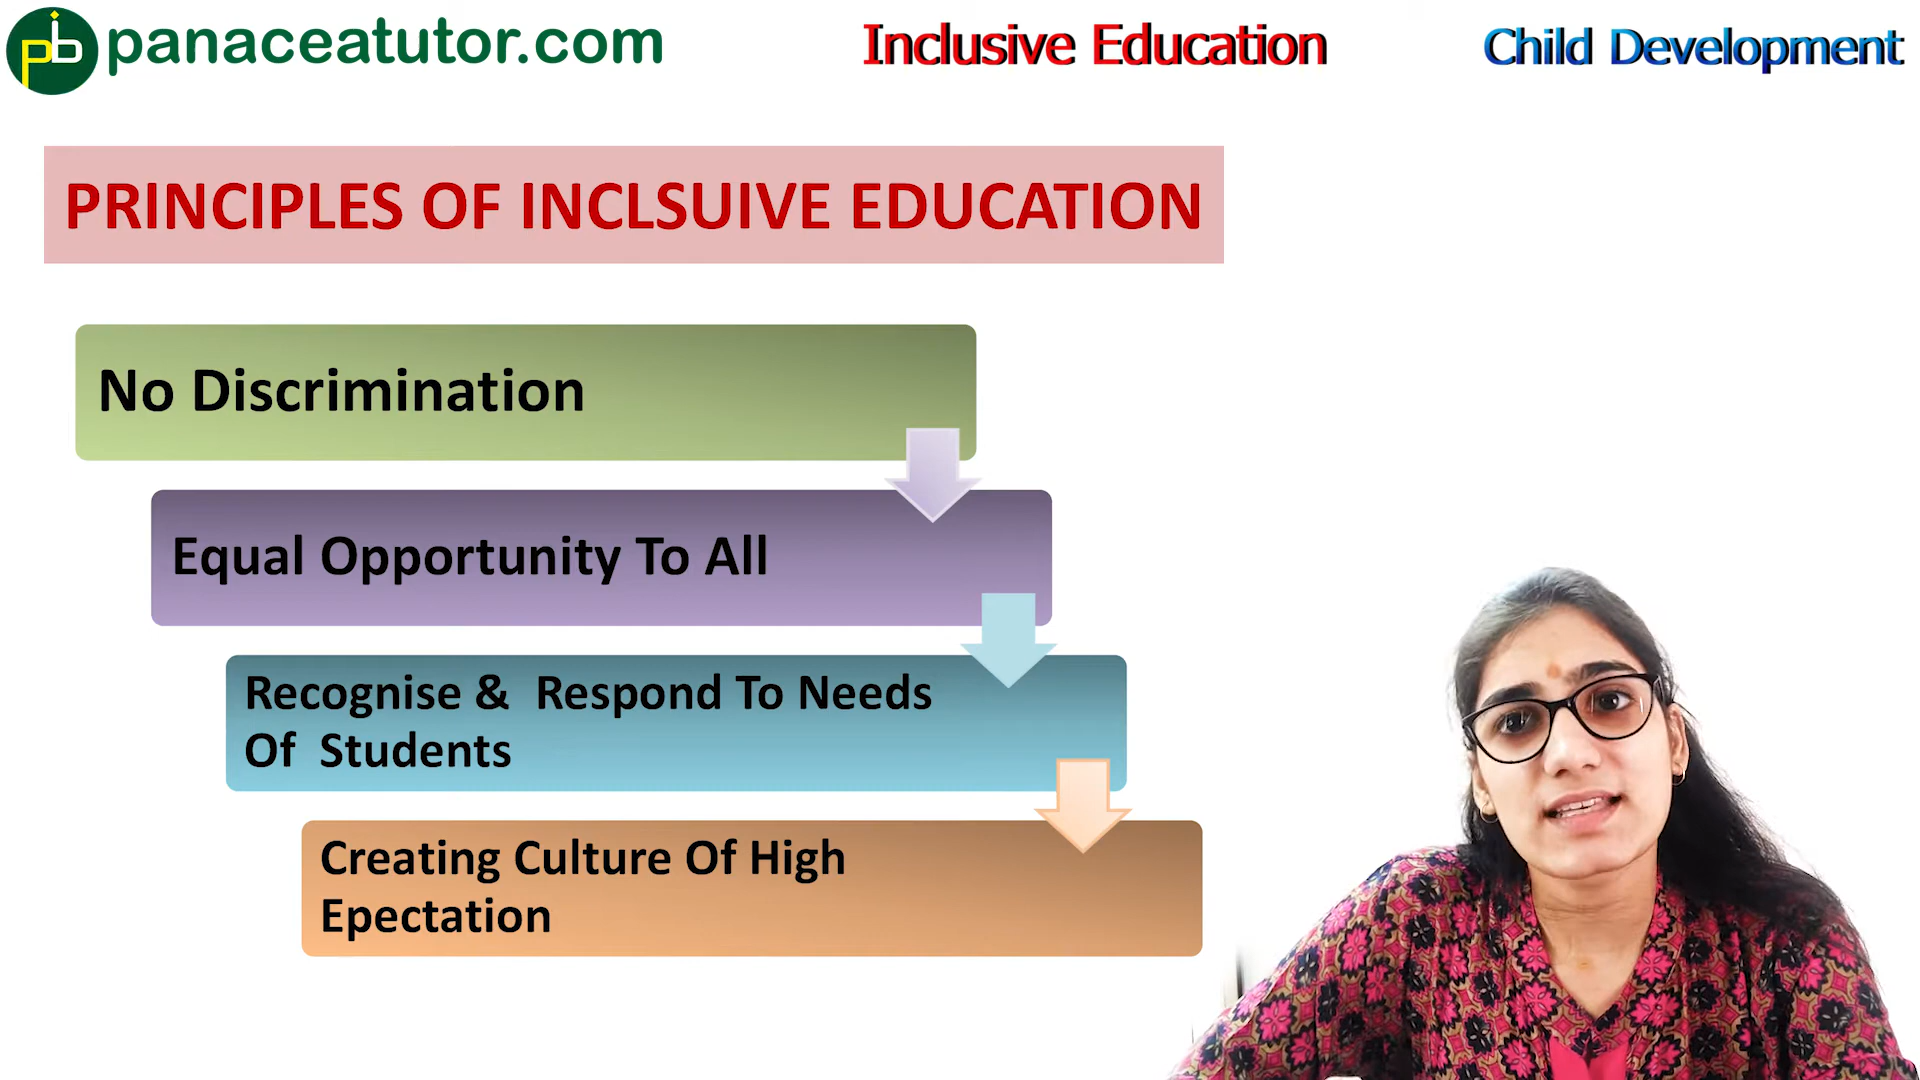 pb panaceatutor.com
Inclusive Education
Child Development
PRINCIPLES OF INCLSUIVE EDUCATION
No Discrimination
Equal Opportunity To All
Recognise & Respond To Needs
Of Students
Creating Culture Of High
Epectation